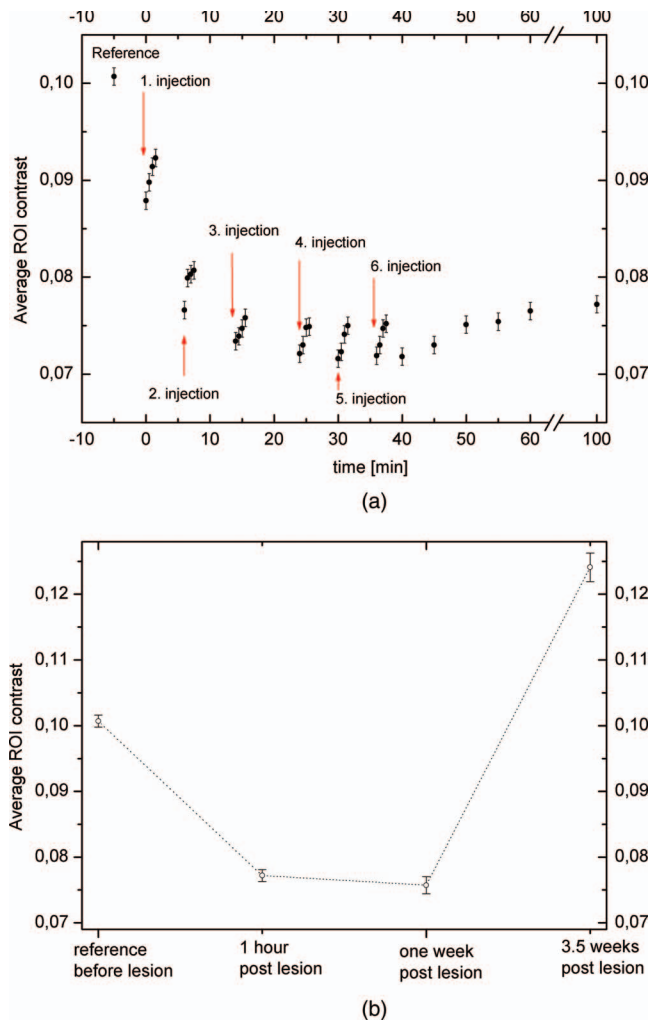 -10 0 10 20 30 40 50 60 100
Reference
0,10 0,10
1. injection
0,09 0,09
3. injection
4. injection
6. injection
0,08 0,08
0,07 0,07
2. injection
5. injection
Average ROI contrast
-10 0 10 20 30 40 50 60 100
time [min]
(a)
0,12 0,12
0,11 0,11
0,10 0,10
0,09 0,09
0,08 0,08
0,07 0,07
Average ROI contrast
reference
before lesion
1 hour
post lesion
one week
post lesion
3.5 weeks
post lesion
(b)